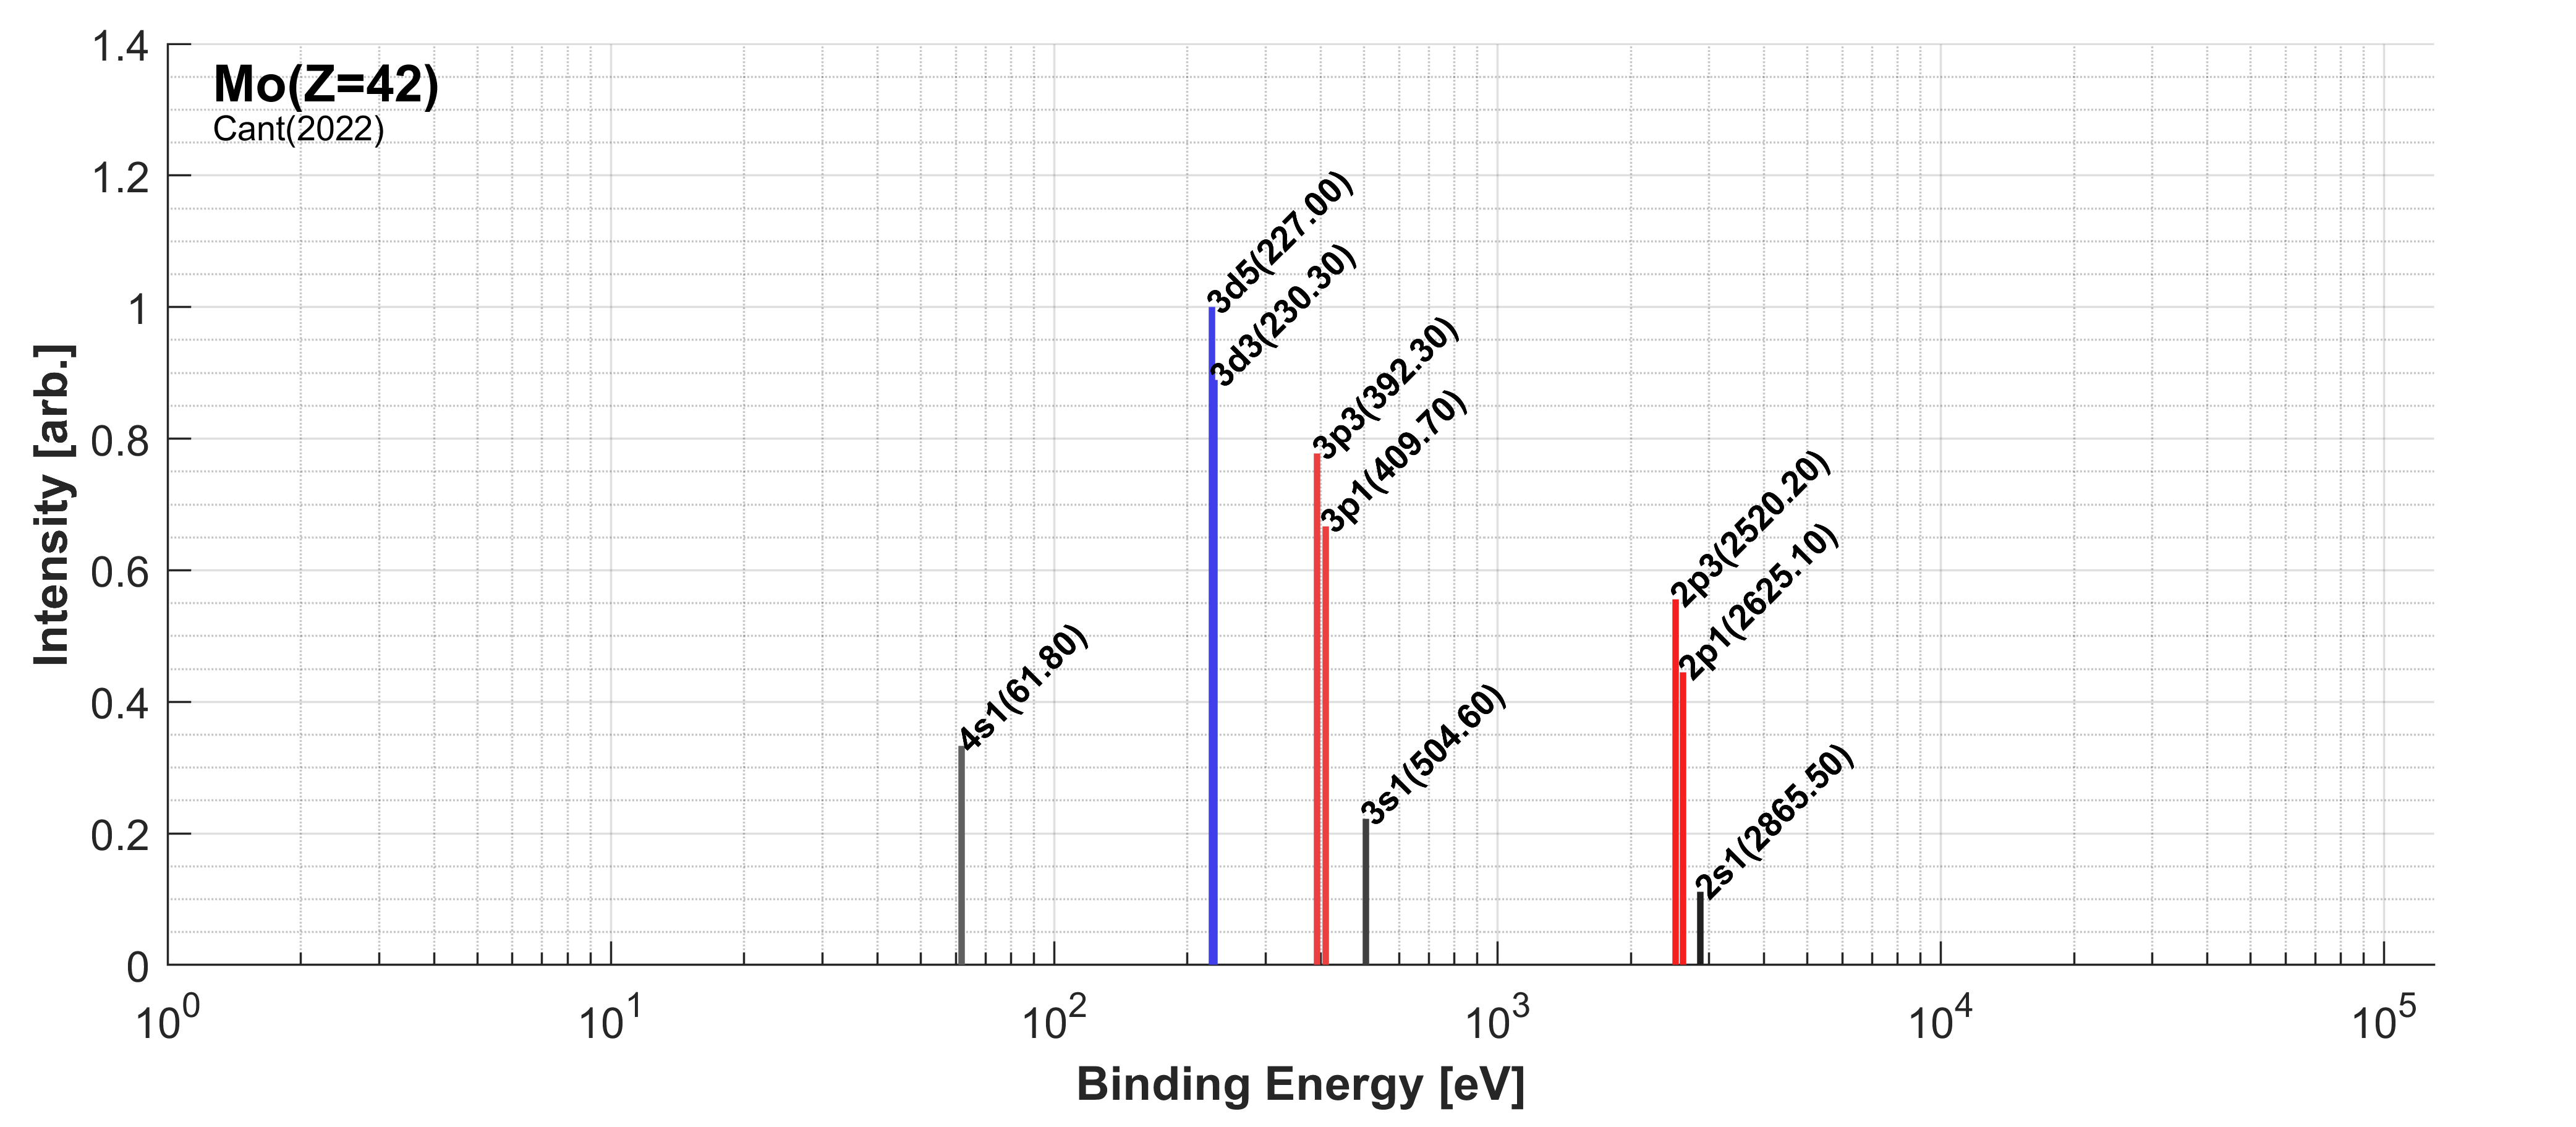 Mo(Z=42)
Cant(2022)
1.4
1.2
1
0.8
0.6
0.4
0.2
0
Intensity [arb.]
4s1(61.80)
3d5(227.00)
3d3(230.30)
3p3(392.30)
3p1(409.70)
3s1(504.60)
2p3(2520.20)
2p1(2625.10)
2s1(2865.50)
10^0 10^1 10^2 10^3 10^4 10^5
Binding Energy [eV]